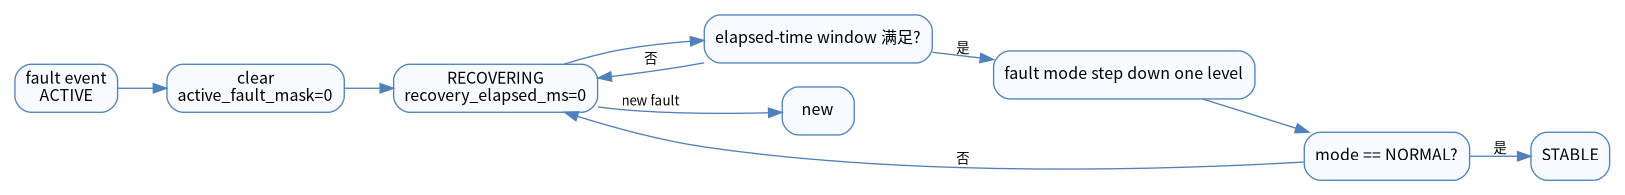 fault event
ACTIVE
clear
active_fault_mask=0
RECOVERING
recovery_elapsed_ms=0
elapsed-time window 满足?
否
是
new fault
new
fault mode step down one level
否
mode == NORMAL?
是
STABLE